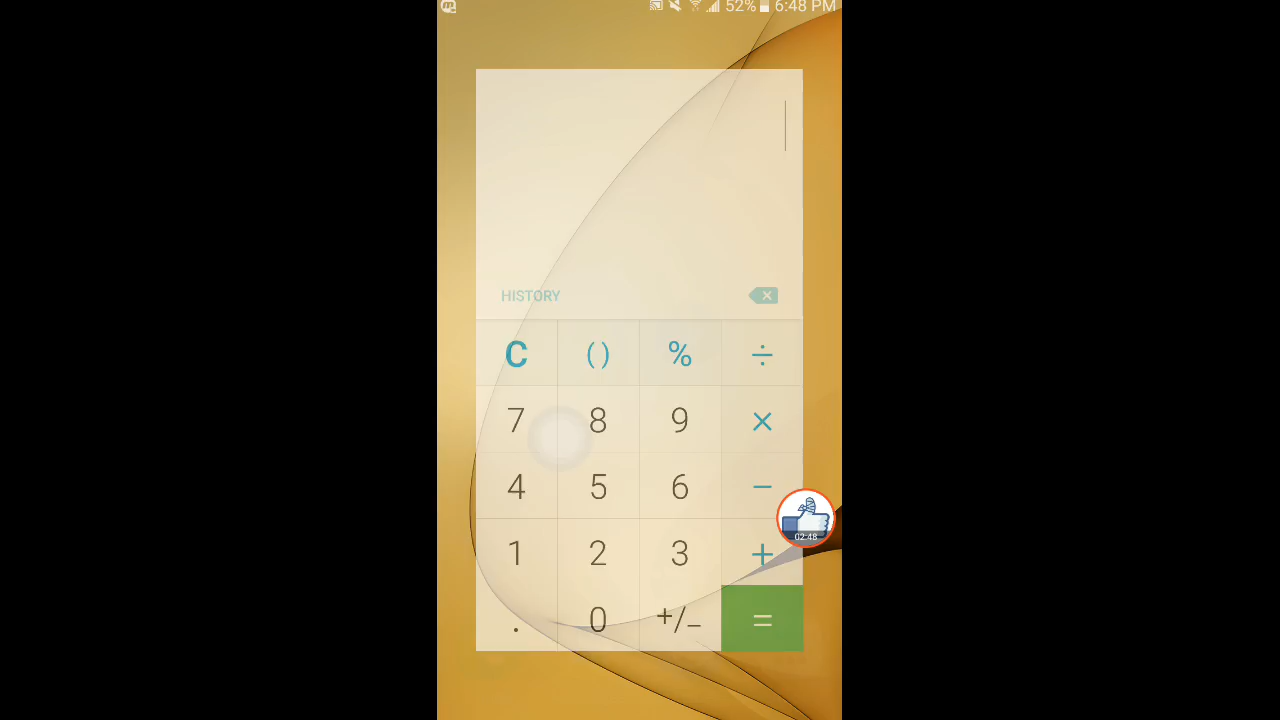 52% 6:48 PM
HISTORY
C ( ) % ÷
7 8 9 ×
4 5 6 −
02:48
1 2 3 +
. 0 +/− =